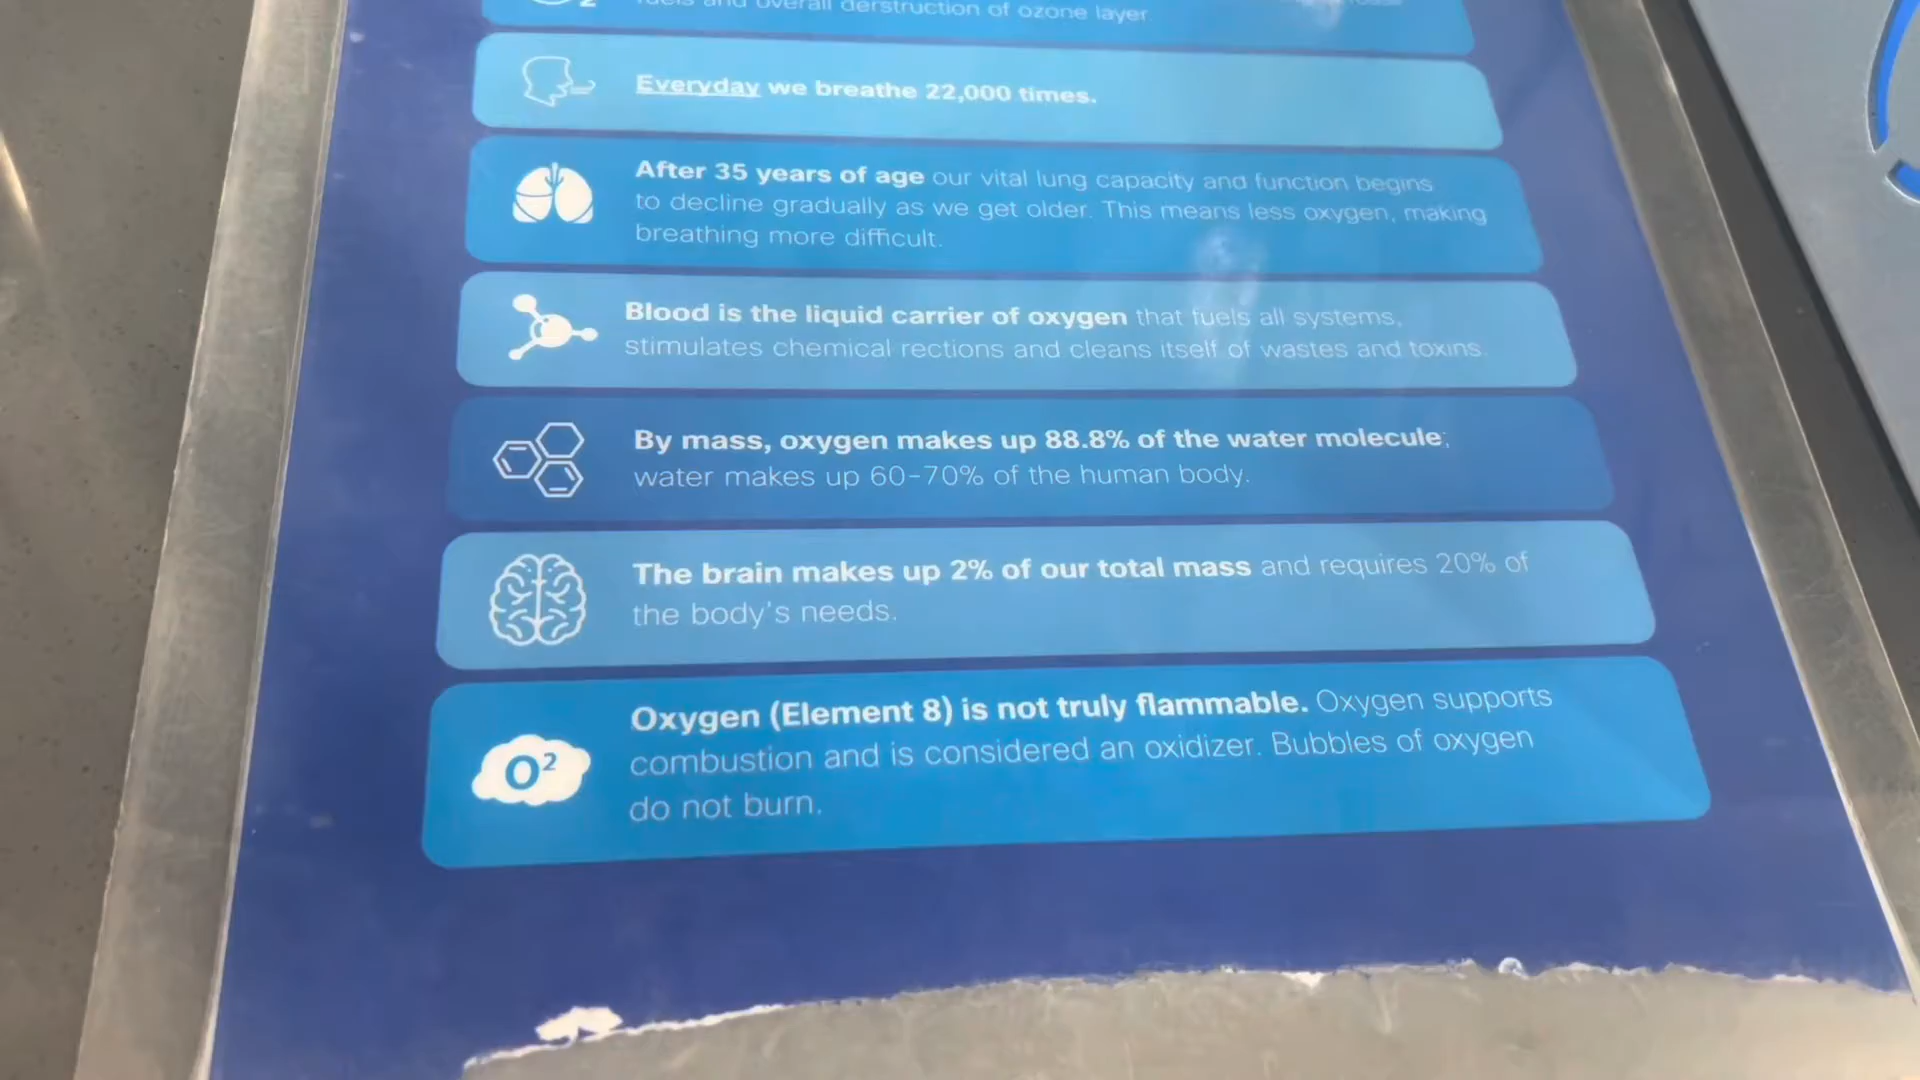 2
fuels and overall derstruction of ozone layer
Everyday we breathe 22,000 times.
After 35 years of age our vital lung capacity and function begins
to decline gradually as we get older. This means less oxygen, making
breathing more difficult.
Blood is the liquid carrier of oxygen that fuels all systems,
stimulates chemical rections and cleans itself of wastes and toxins.
By mass, oxygen makes up 88.8% of the water molecule;
water makes up 60-70% of the human body.
The brain makes up 2% of our total mass and requires 20% of
the body's needs.
O²
Oxygen (Element 8) is not truly flammable. Oxygen supports
combustion and is considered an oxidizer. Bubbles of oxygen
do not burn.